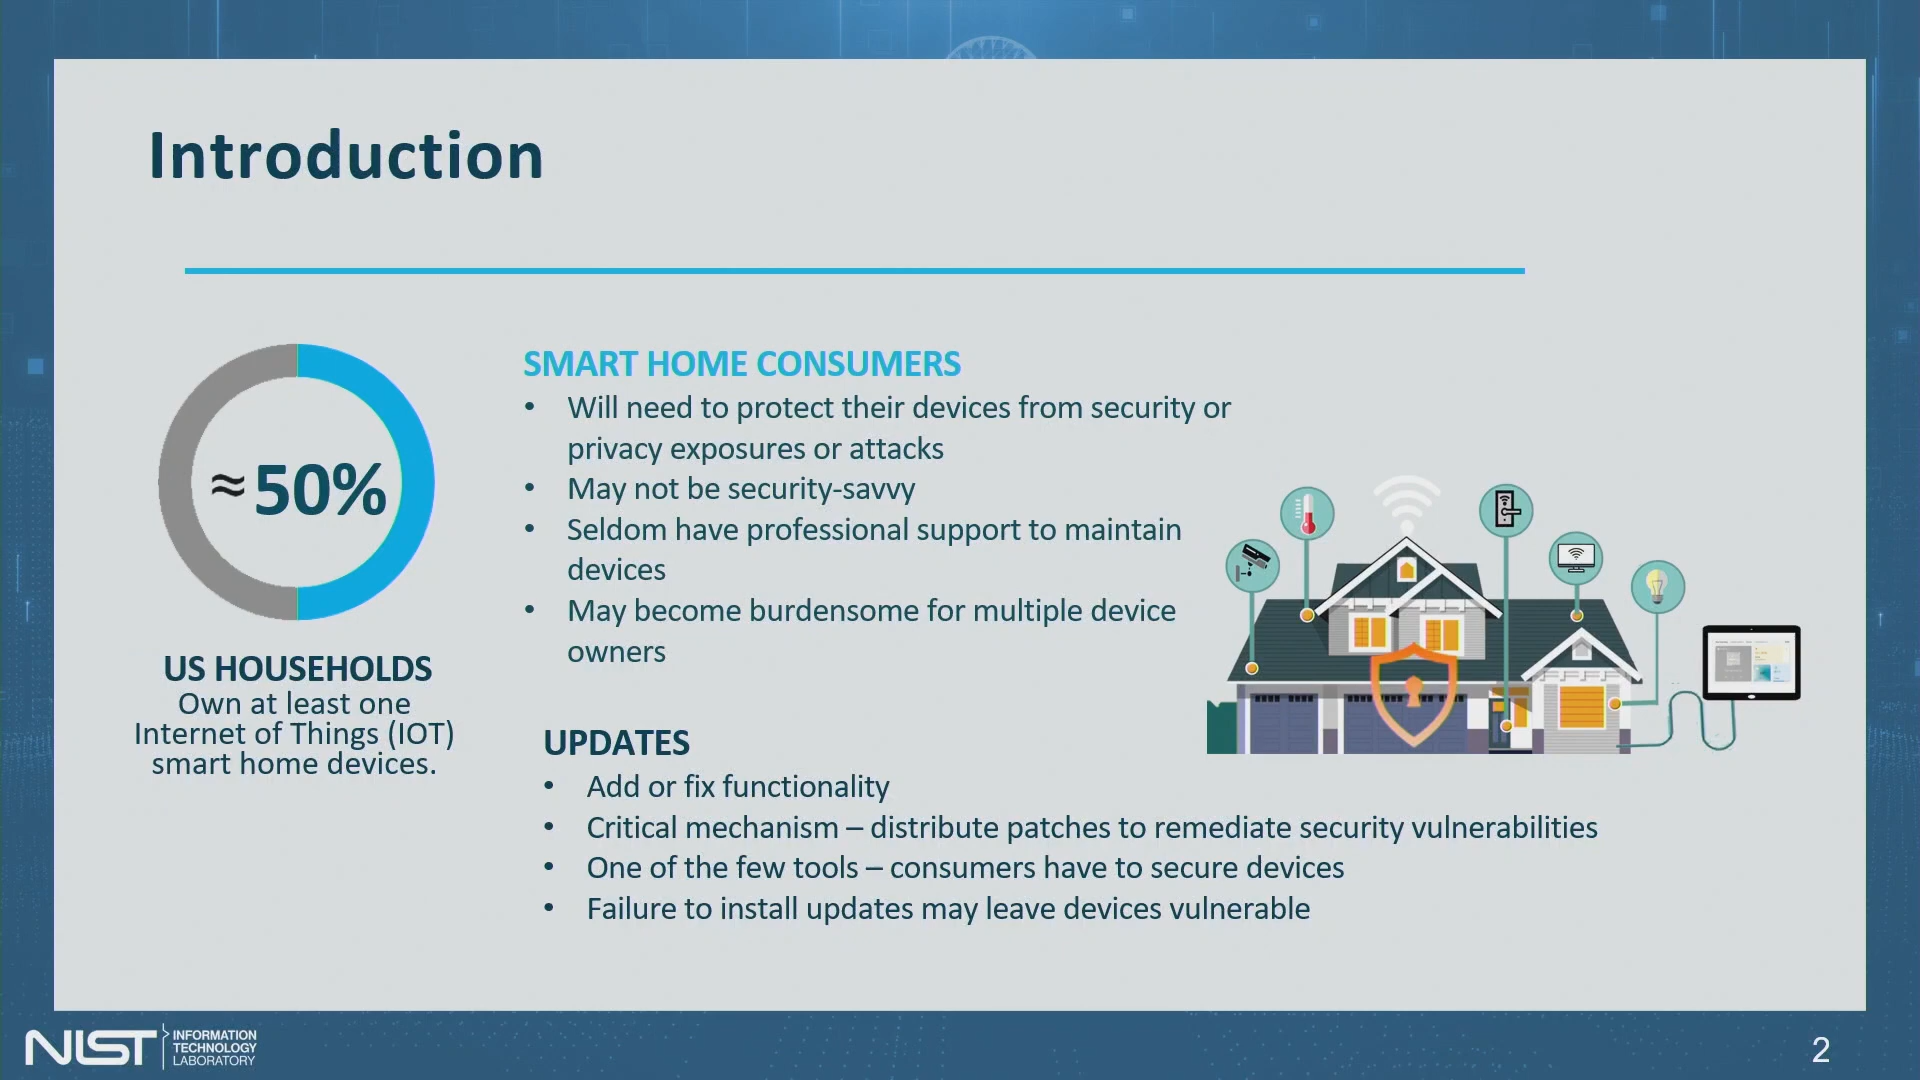 Introduction
≈50%
US HOUSEHOLDS
Own at least one
Internet of Things (IOT)
smart home devices.
SMART HOME CONSUMERS
• Will need to protect their devices from security or
privacy exposures or attacks
• May not be security-savvy
• Seldom have professional support to maintain
devices
• May become burdensome for multiple device
owners
UPDATES
• Add or fix functionality
• Critical mechanism – distribute patches to remediate security vulnerabilities
• One of the few tools – consumers have to secure devices
• Failure to install updates may leave devices vulnerable
NIST
INFORMATION
TECHNOLOGY
LABORATORY
2